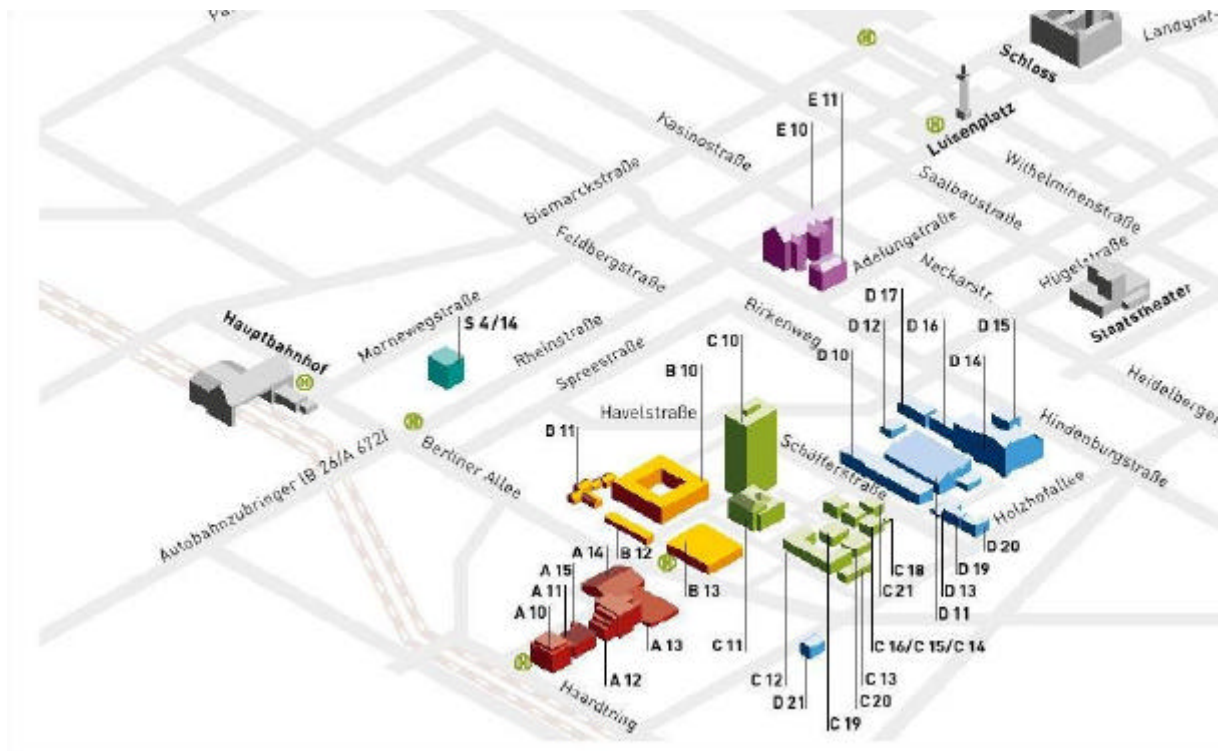 Schloss
Landgraf-
E 11
Luisenplatz
Kasinostraße
E 10
Wilhelminenstraße
Bismarckstraße
Saalbaustraße
Feldbergstraße
Adelungstraße
Hügelstraße
Neckarstr.
Staatstheater
Hauptbahnhof
Mornewegstraße
S 4/14
Rheinstraße
Birkenweg
D 17
D 12
D 16
D 15
Spreestraße
C 10
D 10
D 14
B 10
Heidelberger
Havelstraße
Hindenburgstraße
B 11
Schäfferstraße
Berliner Allee
Autobahnzubringer (B 26/A 672)
Holzhofallee
A 14
B 12
D 20
A 15
C 18
D 19
A 11
B 13
C 21
D 13
A 10
D 11
A 13
C 11
C 16/C 15/C 14
A 12
C 12
C 13
Haardtring
D 21
C 20
C 19